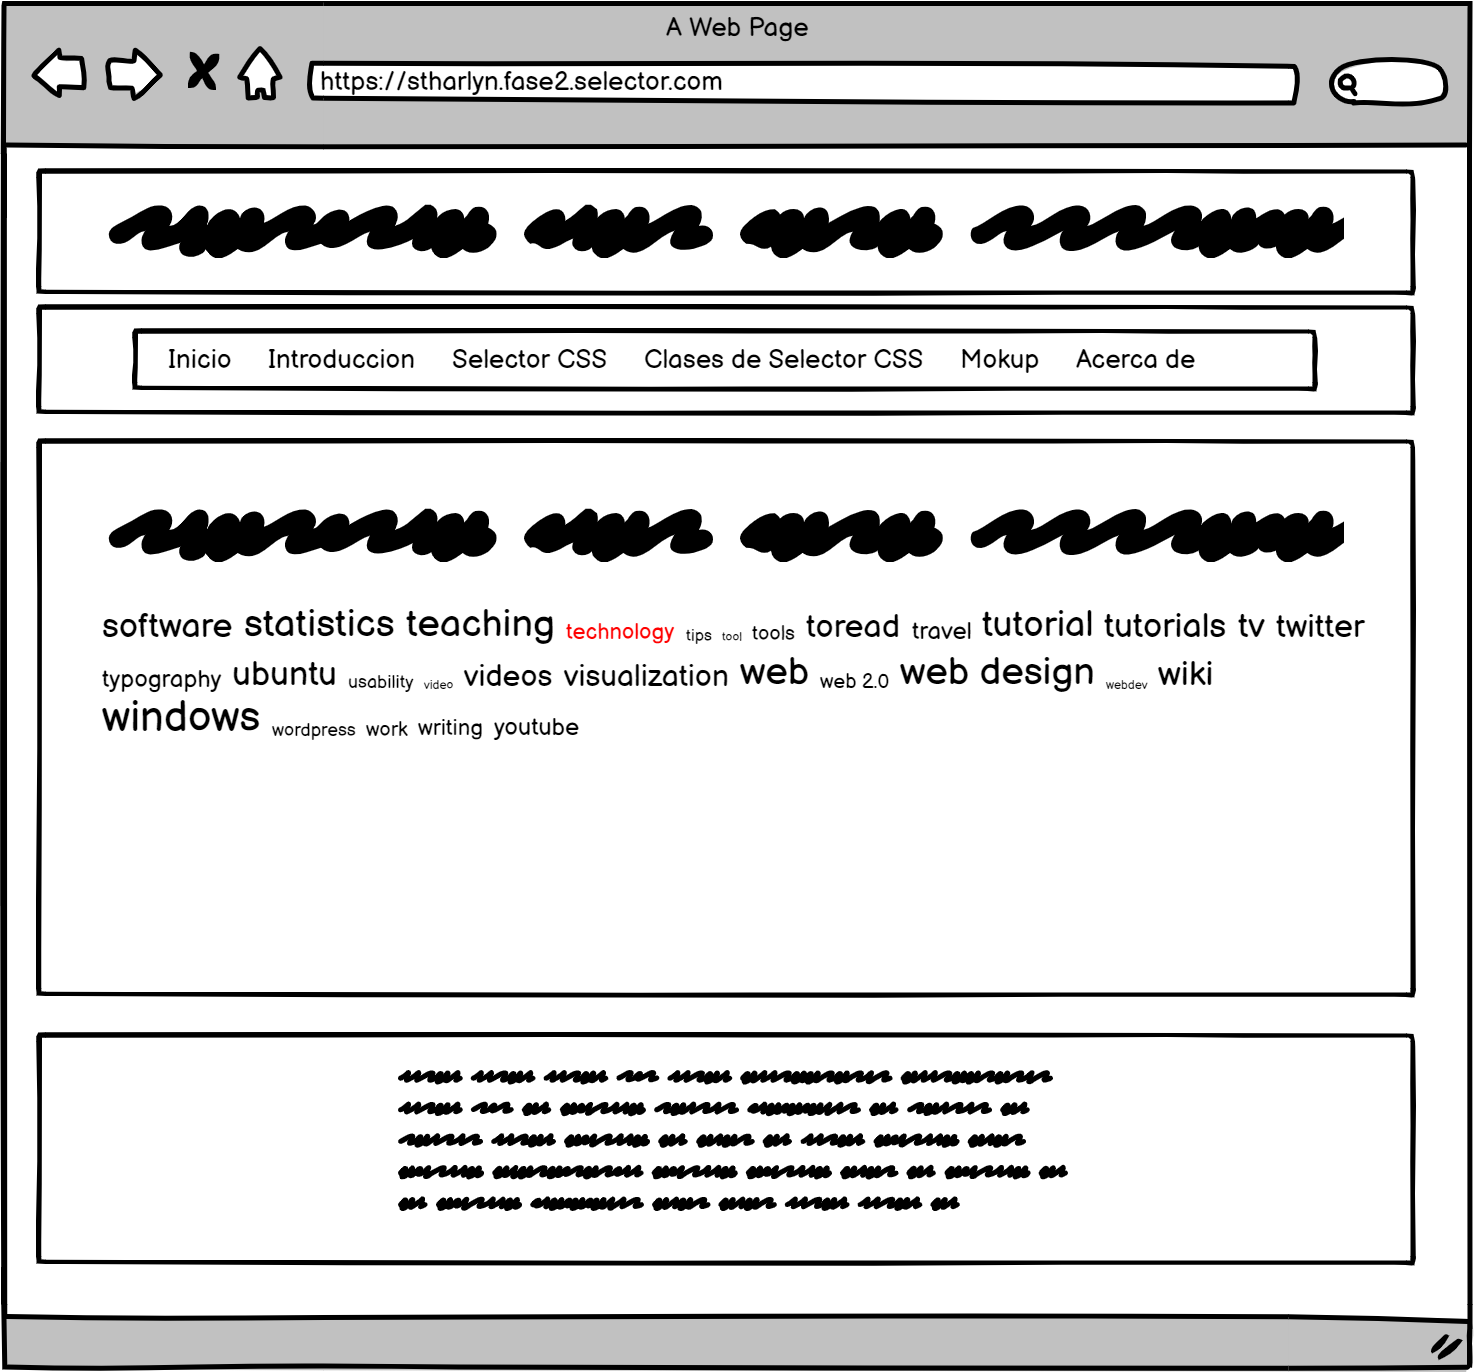 A Web Page
https://stharlyn.fase2.selector.com
Inicio Introduccion Selector CSS Clases de Selector CSS Mokup Acerca de
software statistics teaching technology tips tool tools toread travel tutorial tutorials tv twitter
typography ubuntu usability video videos visualization web web 2.0 web design webdev wiki
windows wordpress work writing youtube